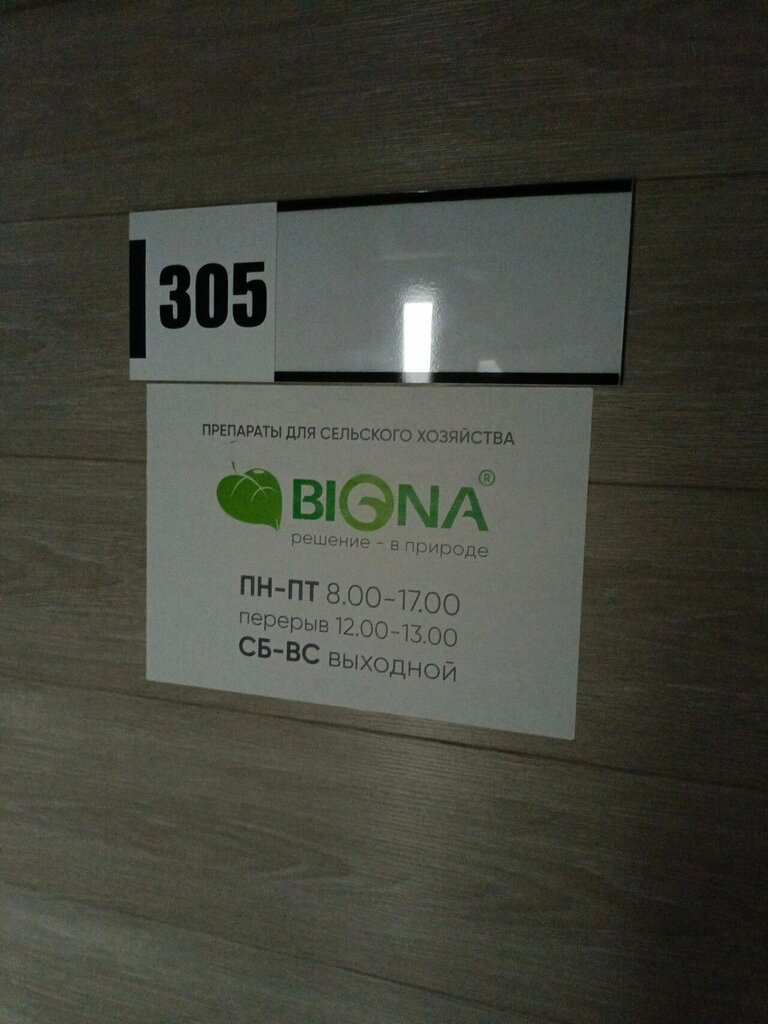 305
ПРЕПАРАТЫ ДЛЯ СЕЛЬСКОГО ХОЗЯЙСТВА
BIGNA®
решение - в природе
ПН-ПТ 8.00-17.00
перерыв 12.00-13.00
СБ-ВС выходной